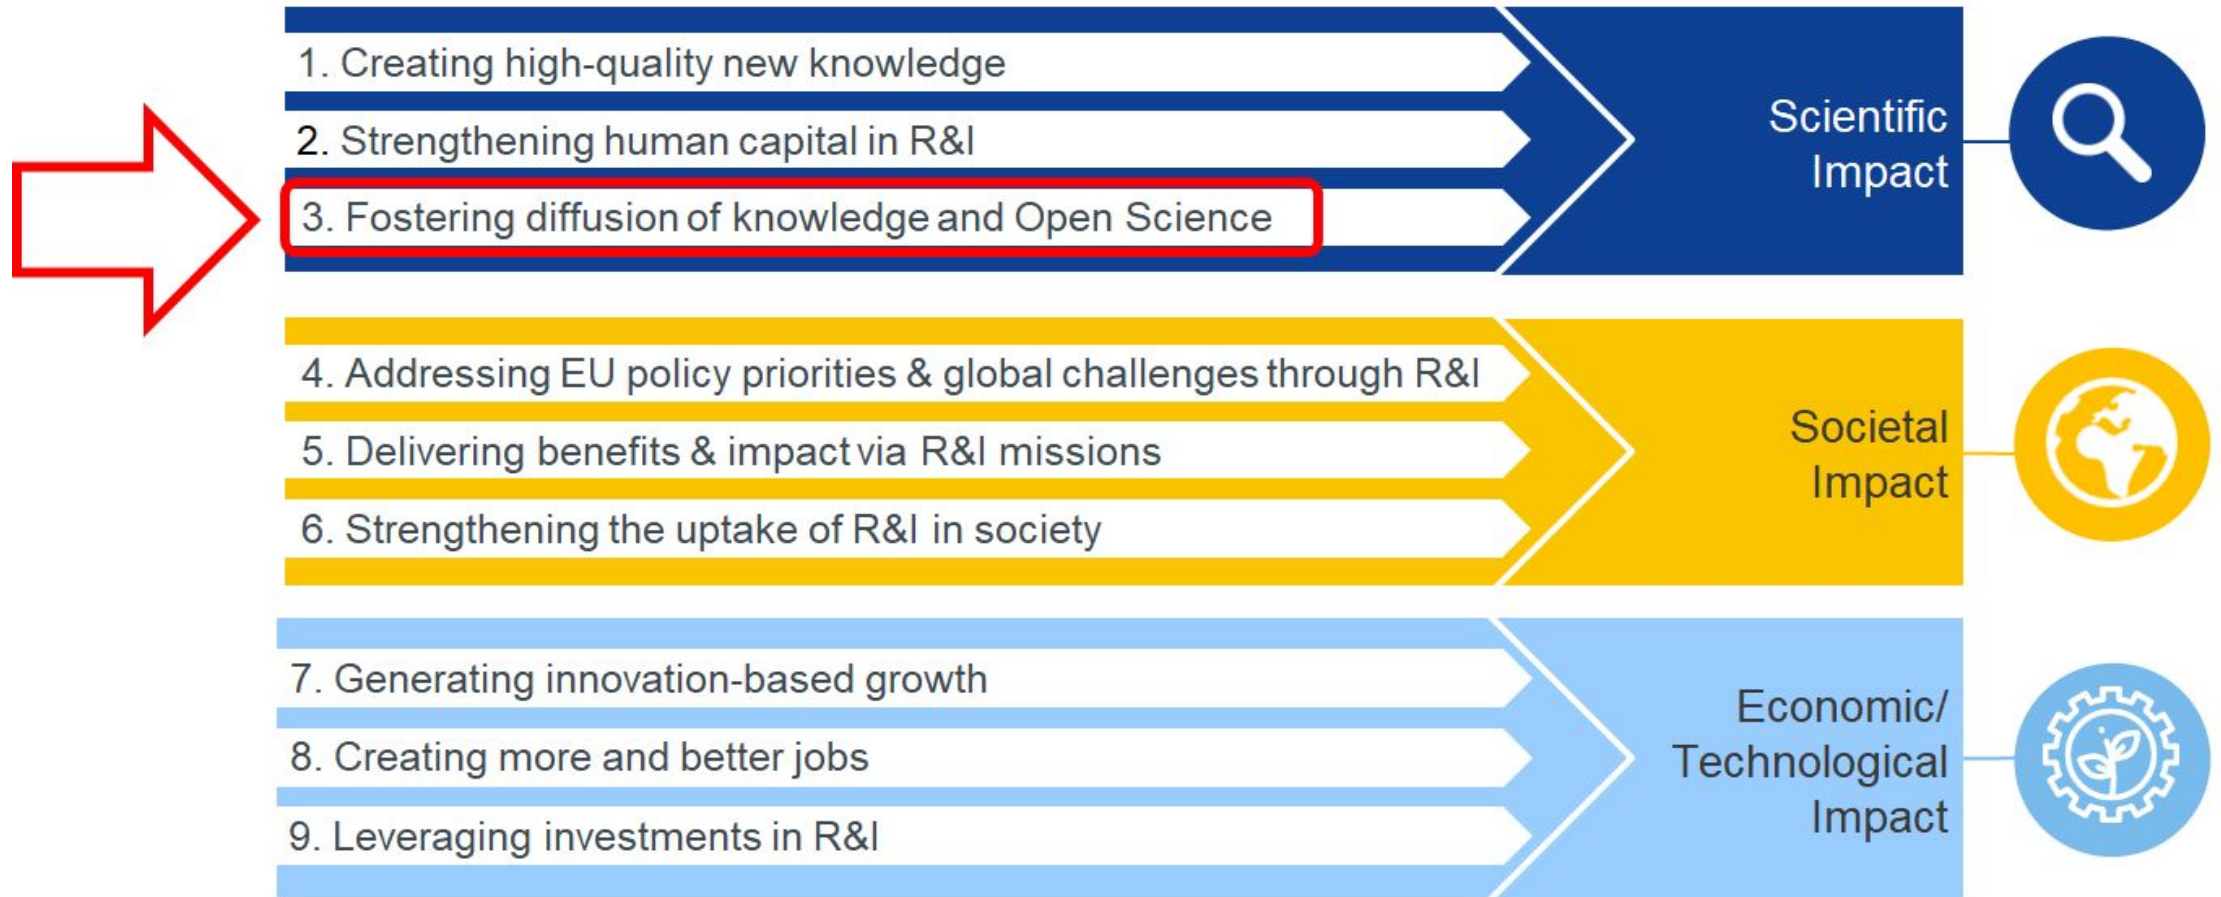 1. Creating high-quality new knowledge
2. Strengthening human capital in R&I
3. Fostering diffusion of knowledge and Open Science
Scientific
Impact
4. Addressing EU policy priorities & global challenges through R&I
5. Delivering benefits & impact via R&I missions
6. Strengthening the uptake of R&I in society
Societal
Impact
7. Generating innovation-based growth
8. Creating more and better jobs
9. Leveraging investments in R&I
Economic/
Technological
Impact